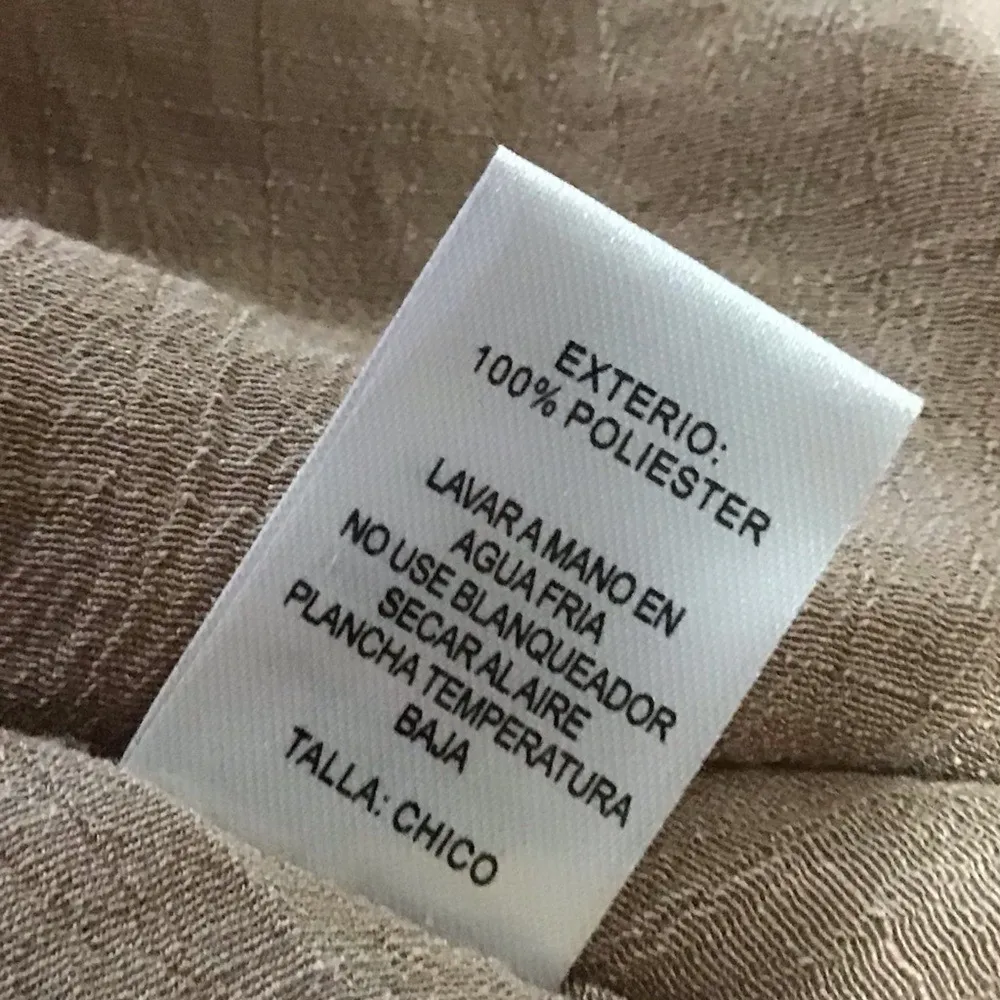 EXTERIO:
100% POLIESTER
LAVAR A MANO EN
AGUA FRIA
NO USE BLANQUEADOR
SECAR AL AIRE
PLANCHA TEMPERATURA
BAJA
TALLA: CHICO